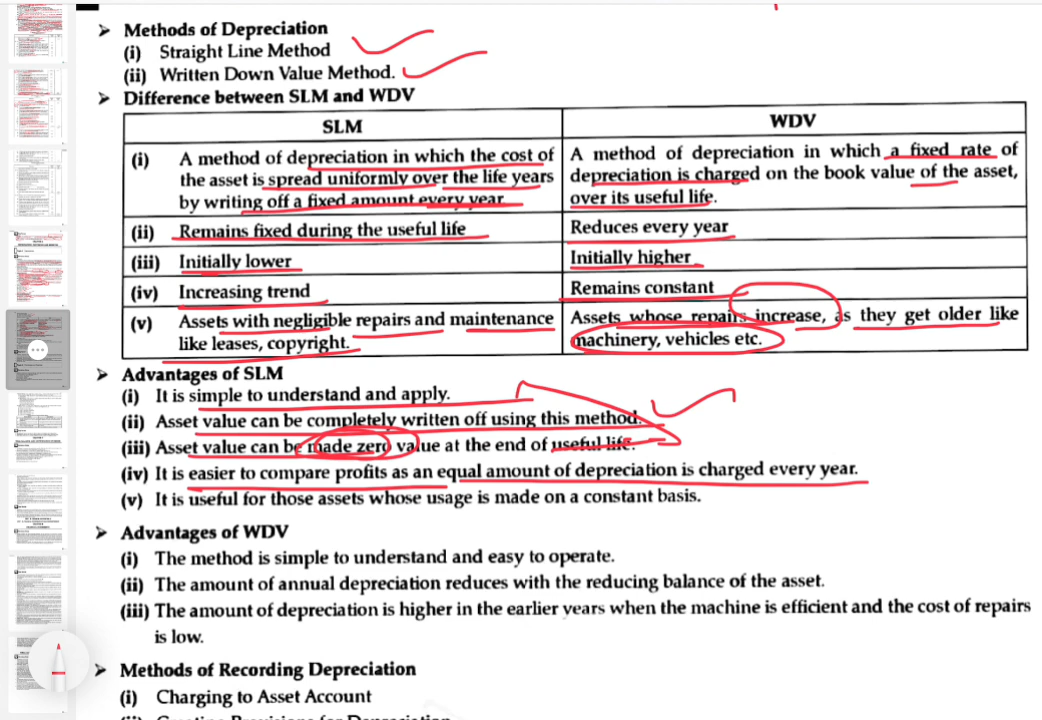 ➤ Methods of Depreciation
(i) Straight Line Method
(ii) Written Down Value Method.
➤ Difference between SLM and WDV
SLM WDV
(i) A method of depreciation in which the cost of the asset is spread uniformly over the life years by writing off a fixed amount every year.
A method of depreciation in which a fixed rate of depreciation is charged on the book value of the asset, over its useful life.
(ii) Remains fixed during the useful life
Reduces every year
(iii) Initially lower
Initially higher
(iv) Increasing trend
Remains constant
(v) Assets with negligible repairs and maintenance like leases, copyright.
Assets whose repairs increase, as they get older like machinery, vehicles etc.
➤ Advantages of SLM
(i) It is simple to understand and apply.
(ii) Asset value can be completely written off using this method.
(iii) Asset value can be made zero value at the end of useful life.
(iv) It is easier to compare profits as an equal amount of depreciation is charged every year.
(v) It is useful for those assets whose usage is made on a constant basis.
➤ Advantages of WDV
(i) The method is simple to understand and easy to operate.
(ii) The amount of annual depreciation reduces with the reducing balance of the asset.
(iii) The amount of depreciation is higher in the earlier years when the machine is efficient and the cost of repairs
is low.
➤ Methods of Recording Depreciation
(i) Charging to Asset Account